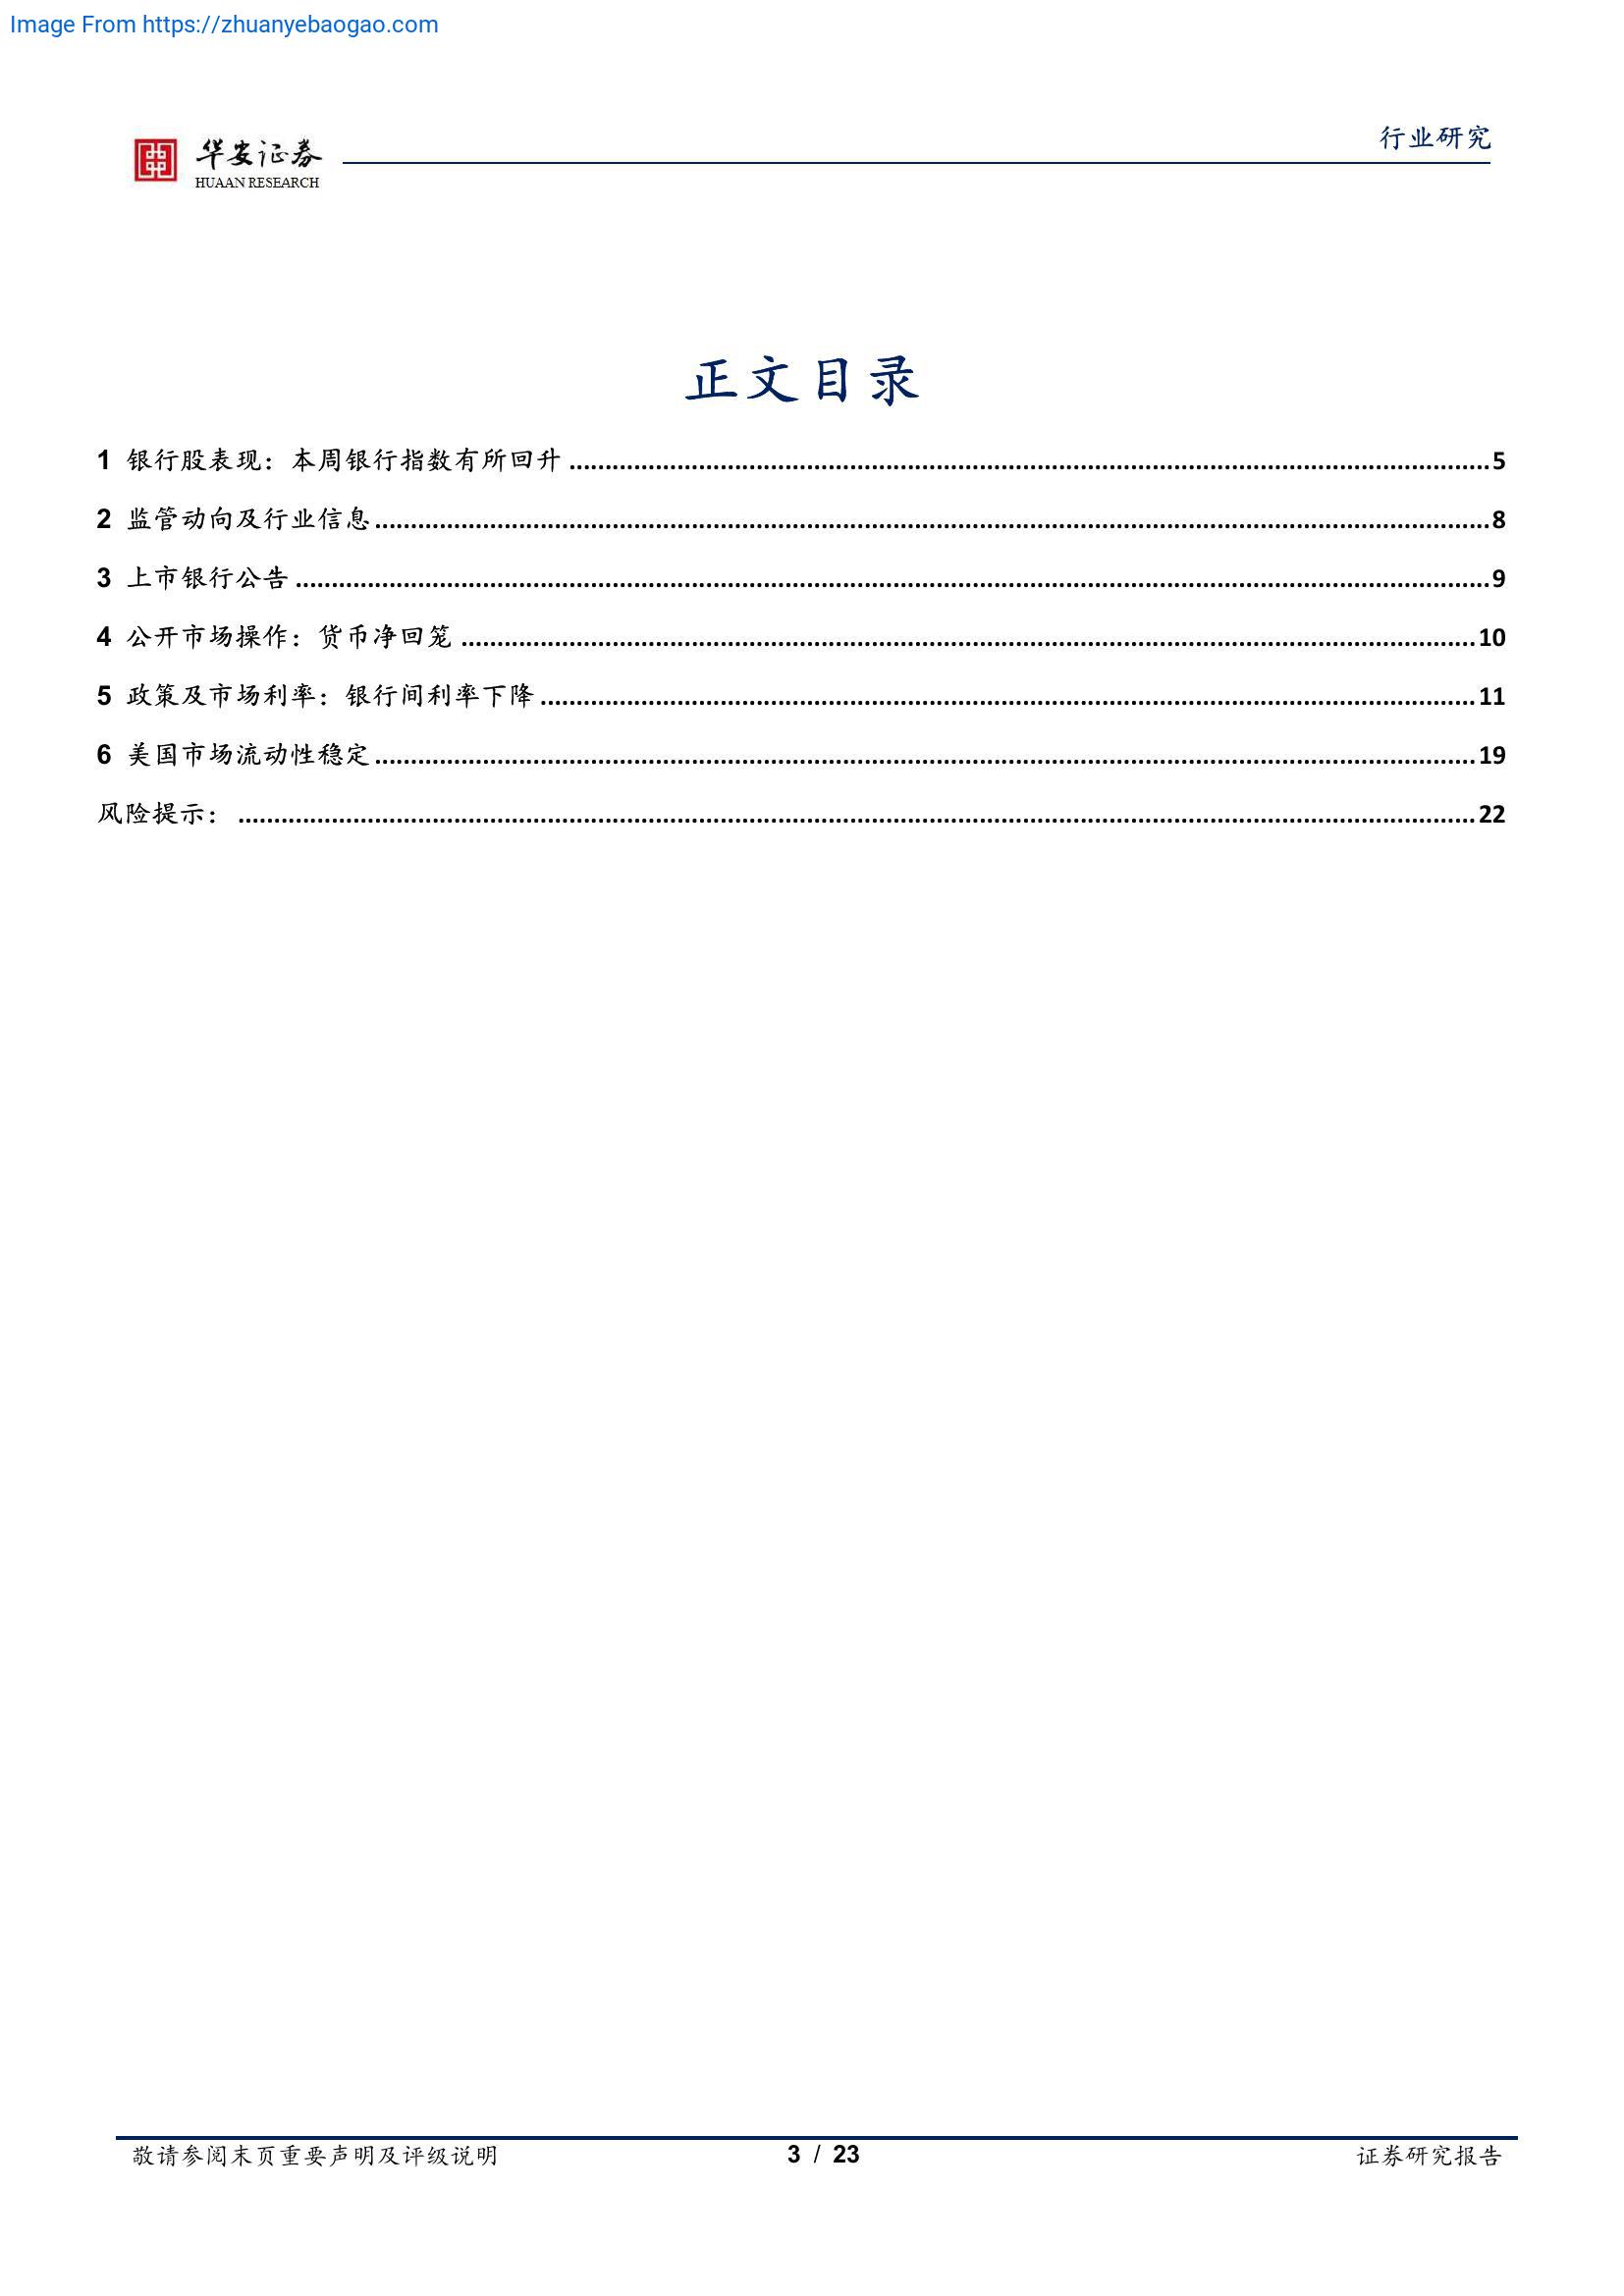 Image From https://zhuanyebaogao.com
行业研究
华安证券
HUAAN RESEARCH
正文目录
1 银行股表现：本周银行指数有所回升 ........ 5
2 监管动向及行业信息 ........ 8
3 上市银行公告 ........ 9
4 公开市场操作：货币净回笼 ........ 10
5 政策及市场利率：银行间利率下降 ........ 11
6 美国市场流动性稳定 ........ 19
风险提示： ........ 22
敬请参阅末页重要声明及评级说明 3 / 23 证券研究报告